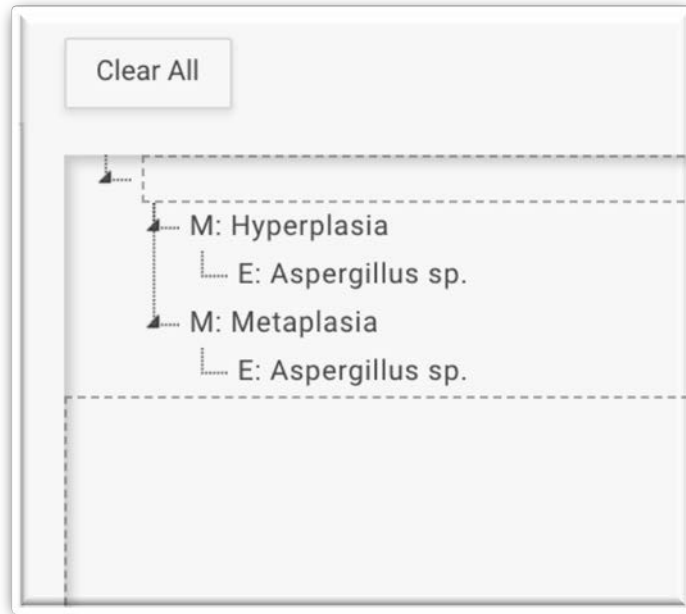 Clear All
M: Hyperplasia
E: Aspergillus sp.
M: Metaplasia
E: Aspergillus sp.